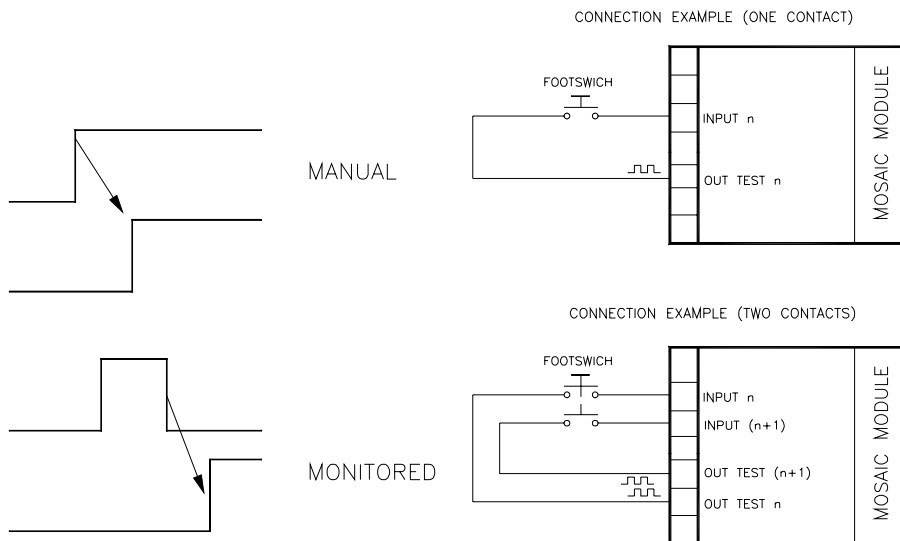 CONNECTION EXAMPLE (ONE CONTACT)
FOOTSWICH
INPUT n
MANUAL
OUT TEST n
MOSAIC MODULE
CONNECTION EXAMPLE (TWO CONTACTS)
FOOTSWICH
INPUT n
INPUT (n+1)
MONITORED
OUT TEST (n+1)
OUT TEST n
MOSAIC MODULE